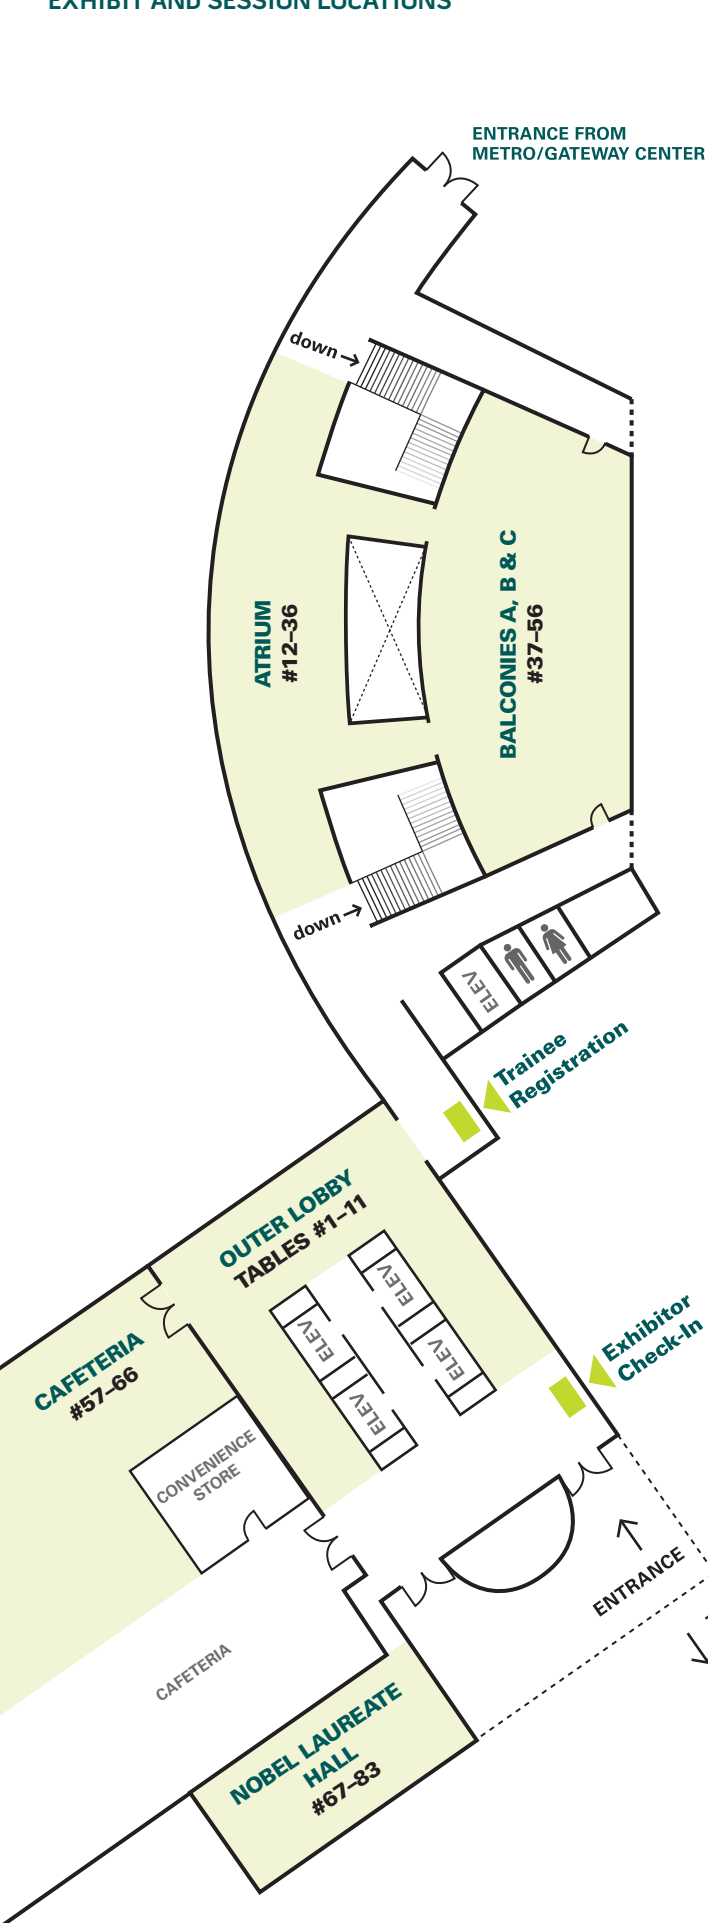 EXHIBIT AND SESSION LOCATIONS
ENTRANCE FROM
METRO/GATEWAY CENTER
down
ATRIUM
#12–36
BALCONIES A, B & C
#37–56
down
ELEV
Trainee
Registration
OUTER LOBBY
TABLES #1–11
ELEV
ELEV
ELEV
ELEV
Exhibitor
Check-In
CAFETERIA
#57–66
CONVENIENCE
STORE
ENTRANCE
CAFETERIA
NOBEL LAUREATE
HALL
#67–83